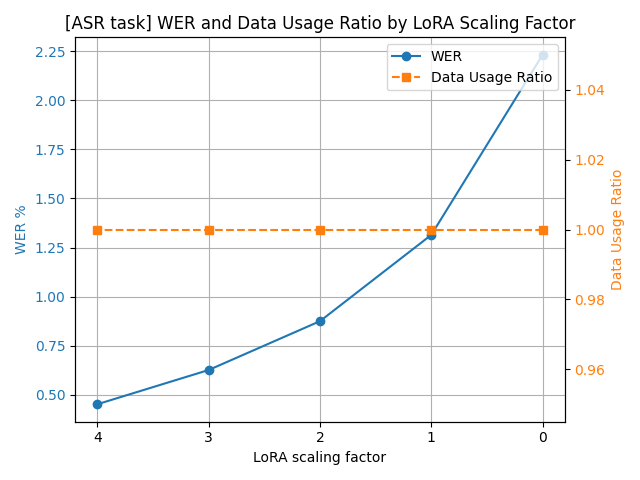 [ASR task] WER and Data Usage Ratio by LoRA Scaling Factor
WER
Data Usage Ratio
2.25
2.00
1.75
1.50
1.25
1.00
0.75
0.50
WER %
1.04
1.02
1.00
0.98
0.96
Data Usage Ratio
4 3 2 1 0
LoRA scaling factor